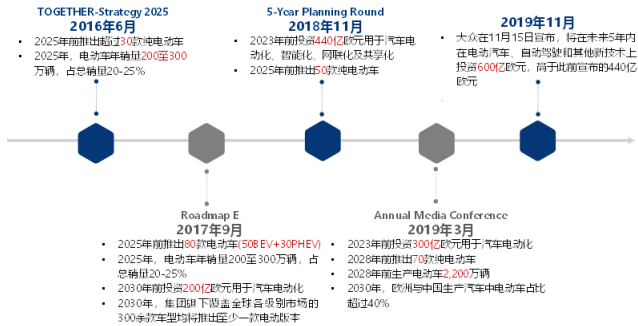 TOGETHER-Strategy 2025
2016年6月
▪ 2025年前推出超过30款纯电动车
▪ 2025年，电动车年销量200至300
万辆，占总销量20-25%
5-Year Planning Round
2018年11月
▪ 2023年前投资440亿欧元用于汽车电
动化、智能化、网联化及共享化
▪ 2025年前推出50款纯电动车
2019年11月
▪ 大众在11月15日宣布，将在未来5年内
在电动汽车、自动驾驶和其他新技术上
投资600亿欧元，高于此前宣布的440亿
欧元
Roadmap E
2017年9月
▪ 2025年前推出80款电动车(50BEV+30PHEV)
▪ 2025年，电动车年销量200至300万辆，占
总销量20-25%
▪ 2030年前投资200亿欧元用于汽车电动化
▪ 2030年，集团旗下覆盖全球各级别市场的
300余款车型均将推出至少一款电动版本
Annual Media Conference
2019年3月
▪ 2023年前投资300亿欧元用于汽车电动化
▪ 2028年前推出70款纯电动车
▪ 2028年前生产电动车2,200万辆
▪ 2030年，欧洲与中国生产汽车中电动车占比
超过40%